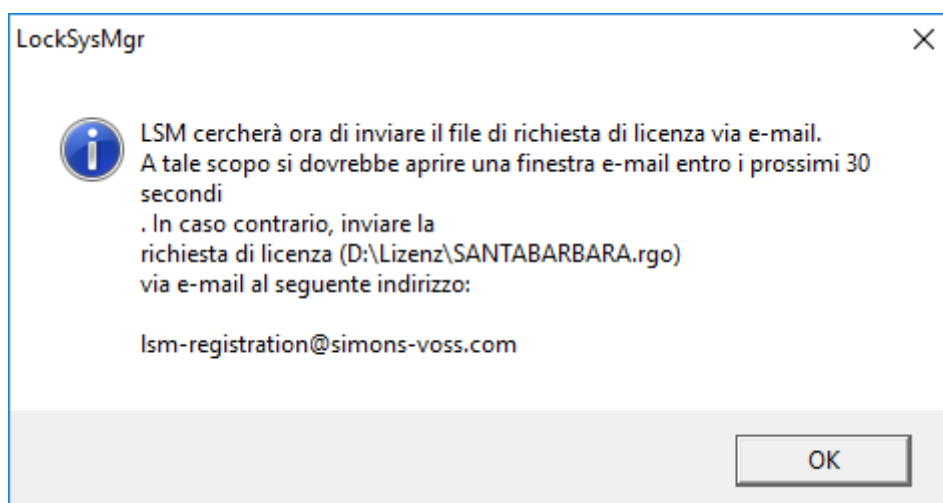 LockSysMgr
LSM cercherà ora di inviare il file di richiesta di licenza via e-mail.
A tale scopo si dovrebbe aprire una finestra e-mail entro i prossimi 30
secondi
. In caso contrario, inviare la
richiesta di licenza (D:\Lizenz\SANTABARBARA.rgo)
via e-mail al seguente indirizzo:
lsm-registration@simons-voss.com
OK